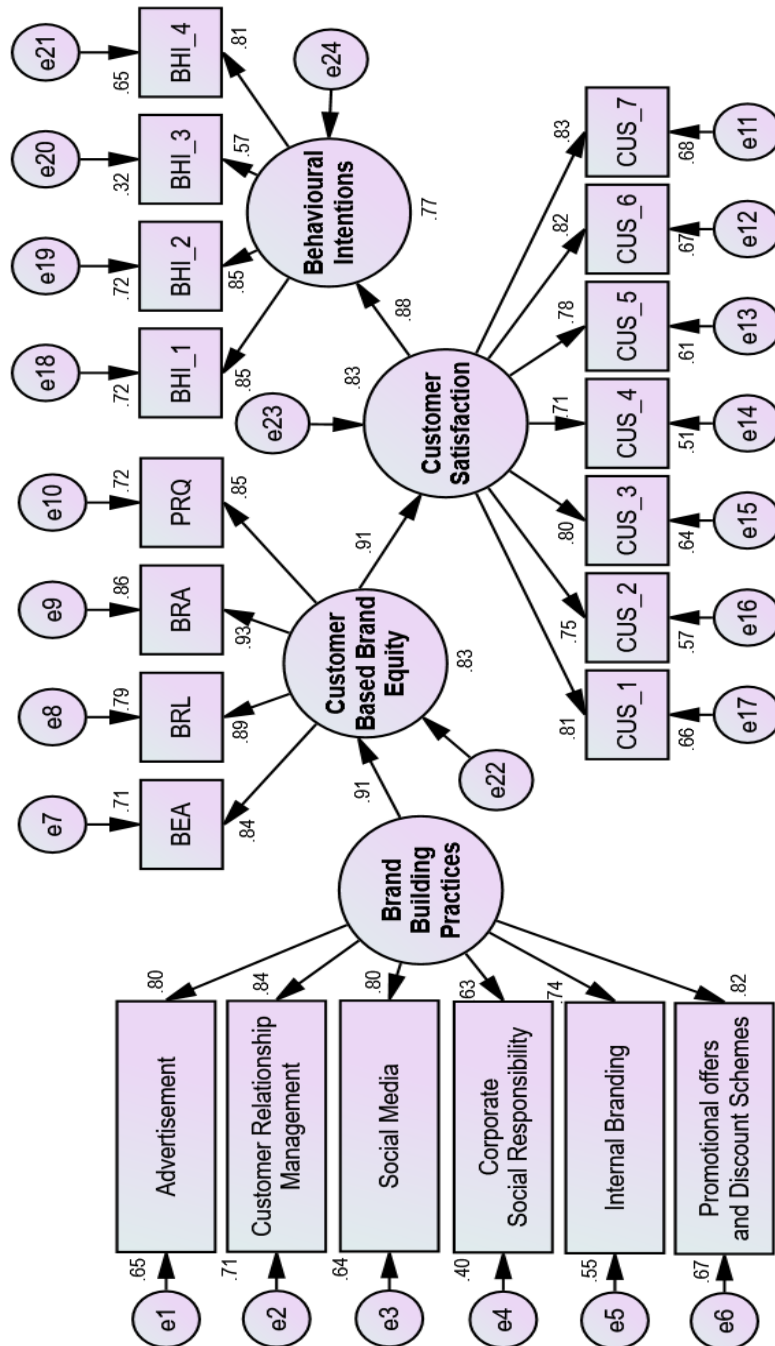 e1
.65
Advertisement
.80
e2
.71
Customer Relationship
Management
.84
e3
.64
Social Media
.80
e4
.40
Corporate
Social Responsibility
.63
e5
.55
Internal Branding
.74
e6
.67
Promotional offers
and Discount Schemes
.82
Brand
Building
Practices
.91
e22
Customer
Based Brand
Equity
.83
e7
.71
BEA
.84
e8
.79
BRL
.89
e9
.86
BRA
.93
e10
.72
PRQ
.85
.91
e23
.83
Customer
Satisfaction
.81
CUS_1
.66
e17
.75
CUS_2
.57
e16
.80
CUS_3
.64
e15
.71
CUS_4
.51
e14
.78
CUS_5
.61
e13
.82
CUS_6
.67
e12
.83
CUS_7
.68
e11
.88
Behavioural
Intentions
.77
e24
e18
.72
BHI_1
.85
e19
.72
BHI_2
.85
e20
.32
BHI_3
.57
e21
.65
BHI_4
.81